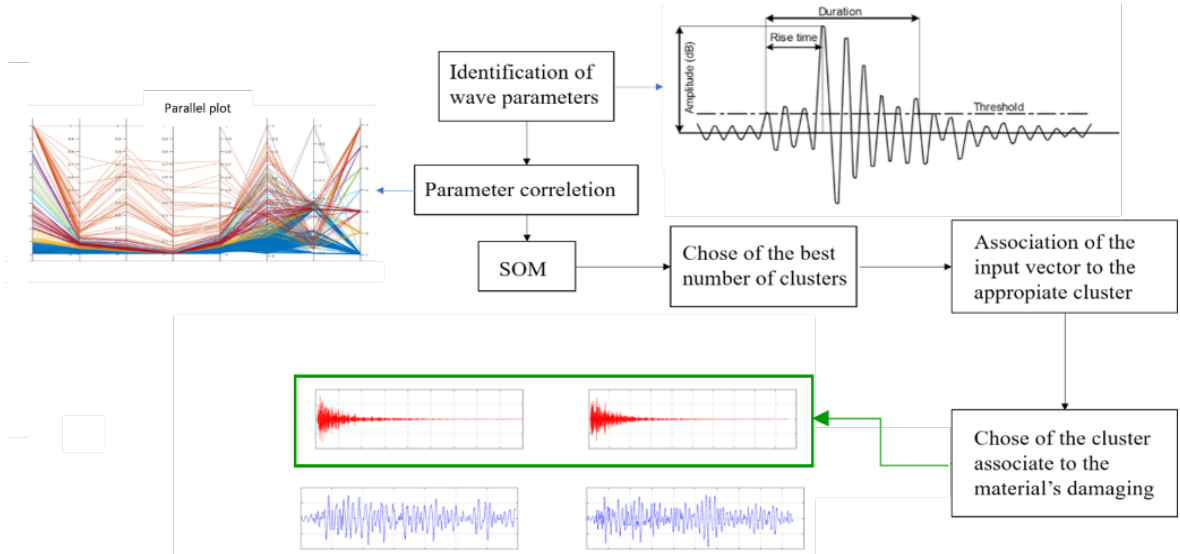 Duration
Rise time
Amplitude (dB)
Threshold
Identification of
wave parameters
Parallel plot
Parameter correletion
SOM
Chose of the best
number of clusters
Association of the
input vector to the
appropiate cluster
Chose of the cluster
associate to the
material's damaging